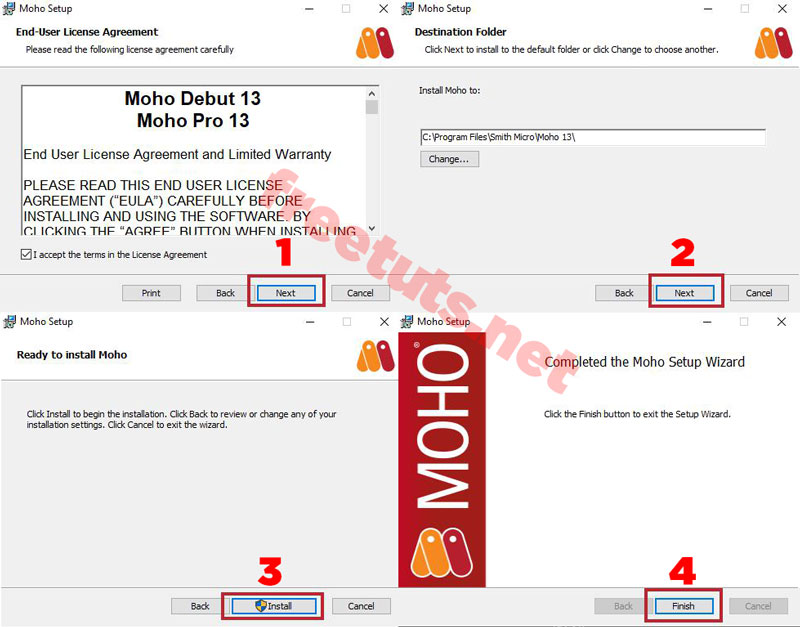 Moho Setup
End-User License Agreement
Please read the following license agreement carefully
Moho Debut 13
Moho Pro 13
End User License Agreement and Limited Warranty
PLEASE READ THIS END USER LICENSE
AGREEMENT (“EULA”) CAREFULLY BEFORE
INSTALLING AND USING THE SOFTWARE. BY
CLICKING THE “AGREE” BUTTON WHEN INSTALLING
I accept the terms in the License Agreement
1
Print Back Next Cancel
Moho Setup
Destination Folder
Click Next to install to the default folder or click Change to choose another.
Install Moho to:
C:\Program Files\Smith Micro\Moho 13\
Change...
2
Back Next Cancel
freetuts.net
Moho Setup
Ready to install Moho
Click Install to begin the installation. Click Back to review or change any of your
installation settings. Click Cancel to exit the wizard.
3
Back Install Cancel
Moho Setup
MOHO®
Completed the Moho Setup Wizard
Click the Finish button to exit the Setup Wizard.
4
Back Finish Cancel